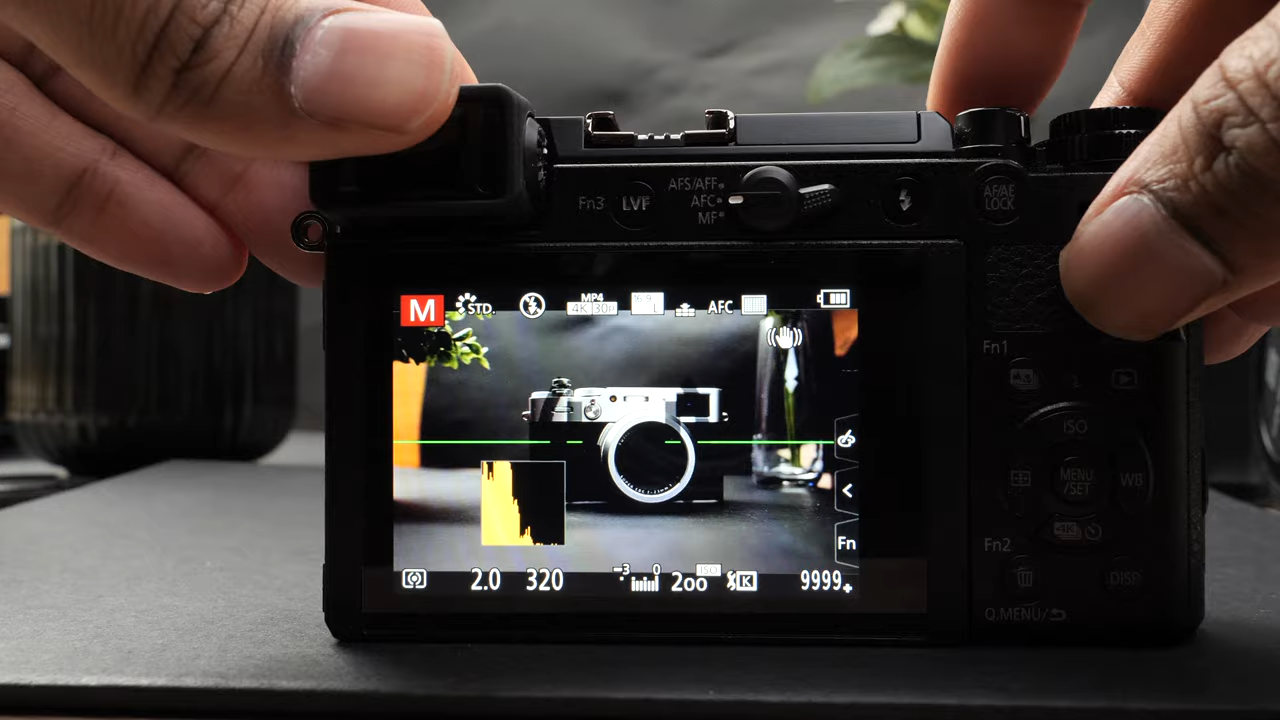 AFS/AFF
Fn3 LVF AFC
MF
AF/AE
LOCK
M STD. MP4 4K 30p 16:9 L AFC
Fn1
ISO
MENU
/SET
WB
Fn
Fn2
4K
2.0 320 -3 0 ISO 200 K 9999+
DISP
Q.MENU/